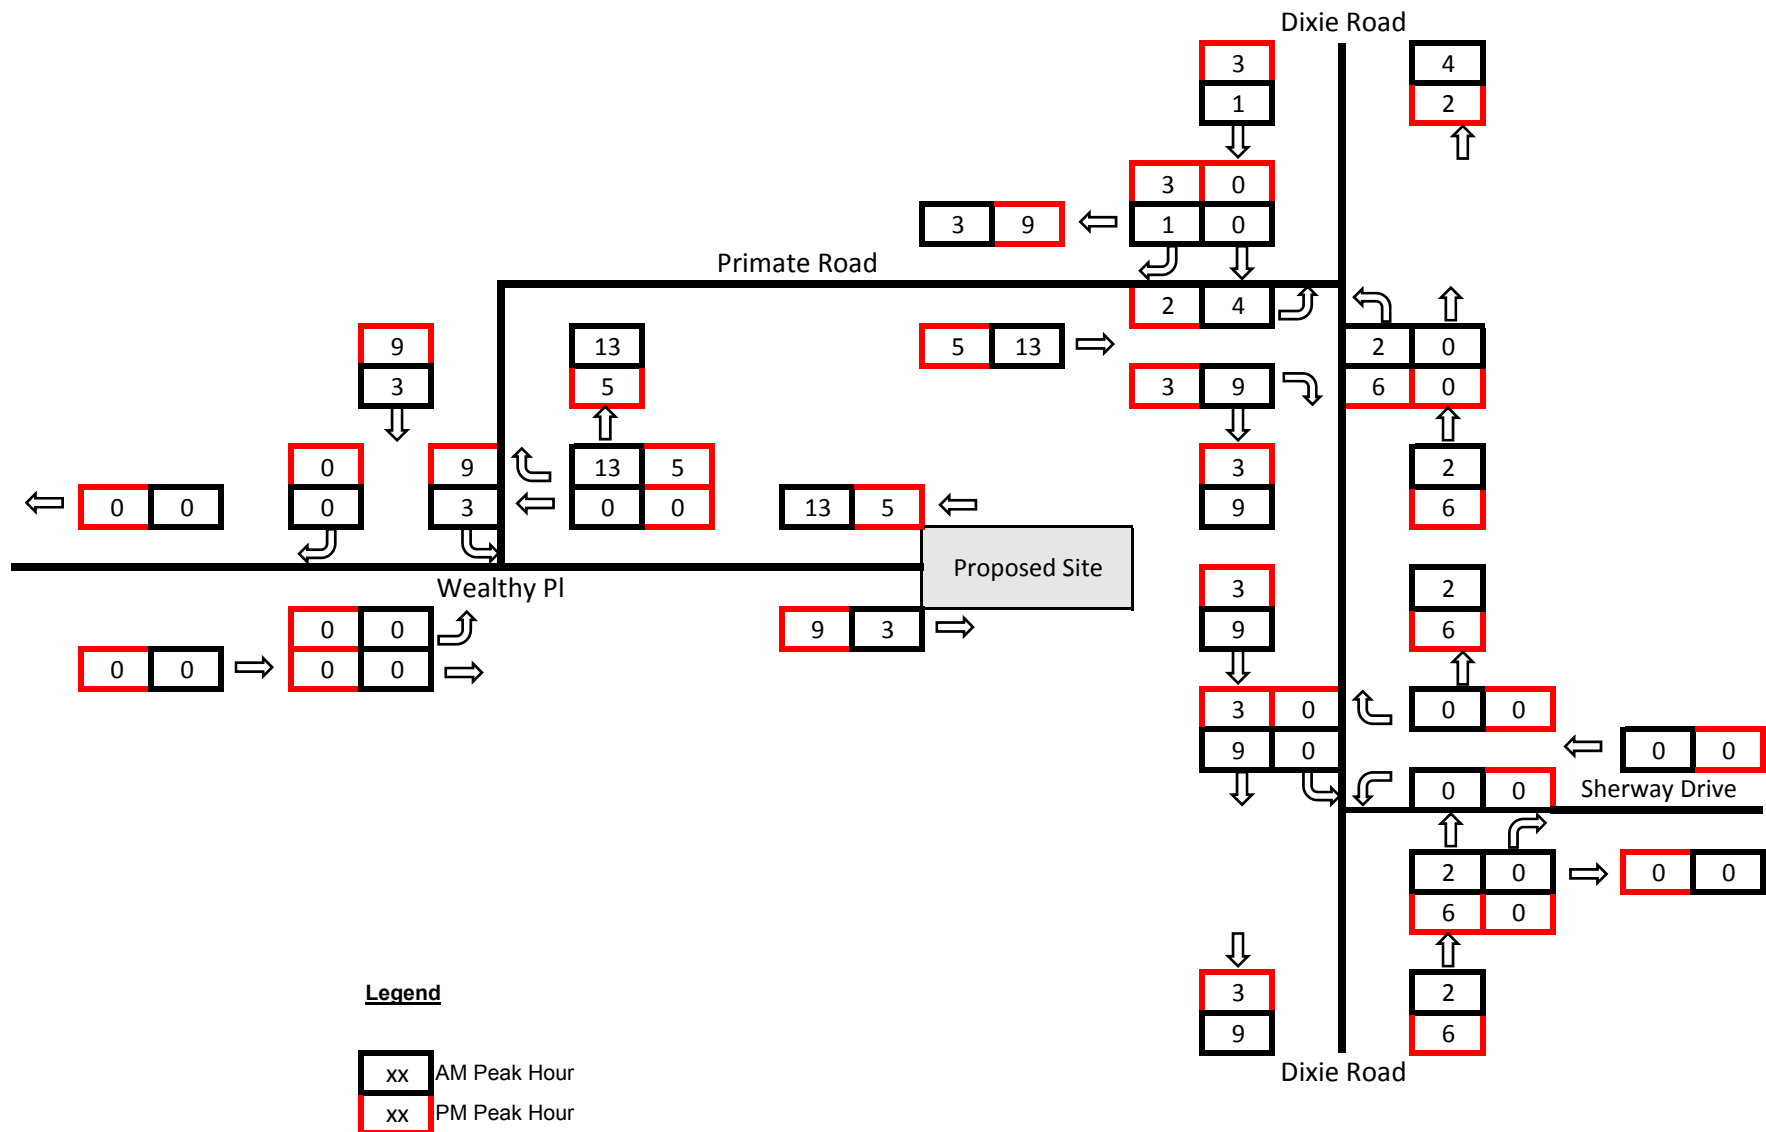 Dixie Road
3 4
1 2
3 0
3 9 1 0
Primate Road
2 4
9 13 5 13 2 0
3 5 3 9 6 0
0 9 13 5 3 2
0 0 0 3 0 0 13 5 9 6
Proposed Site
Wealthy Pl
3 2
0 0 9 3 9 6
0 0 0 0
3 0 0 0
9 0 0 0
0 0 Sherway Drive
2 0 0 0
6 0
Legend
3 2
9 6
xx AM Peak Hour
Dixie Road
xx PM Peak Hour